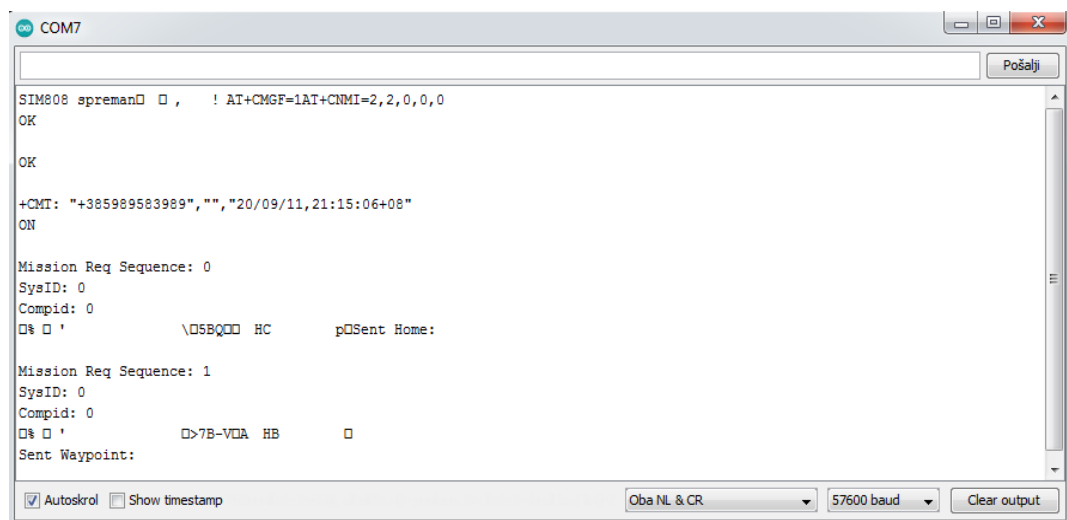 COM7
Pošalji
SIM808 spreman□ □ ,   ! AT+CMGF=1AT+CNMI=2,2,0,0,0
OK
OK
+CMT: "+385989583989","","20/09/11,21:15:06+08"
ON
Mission Req Sequence: 0
SysID: 0
Compid: 0
□% □ '              \□5BQ□□  HC       p□Sent Home:
Mission Req Sequence: 1
SysID: 0
Compid: 0
□% □ '              □>7B-V□A  HB        □
Sent Waypoint:
Autoskrol Show timestamp Oba NL & CR 57600 baud Clear output